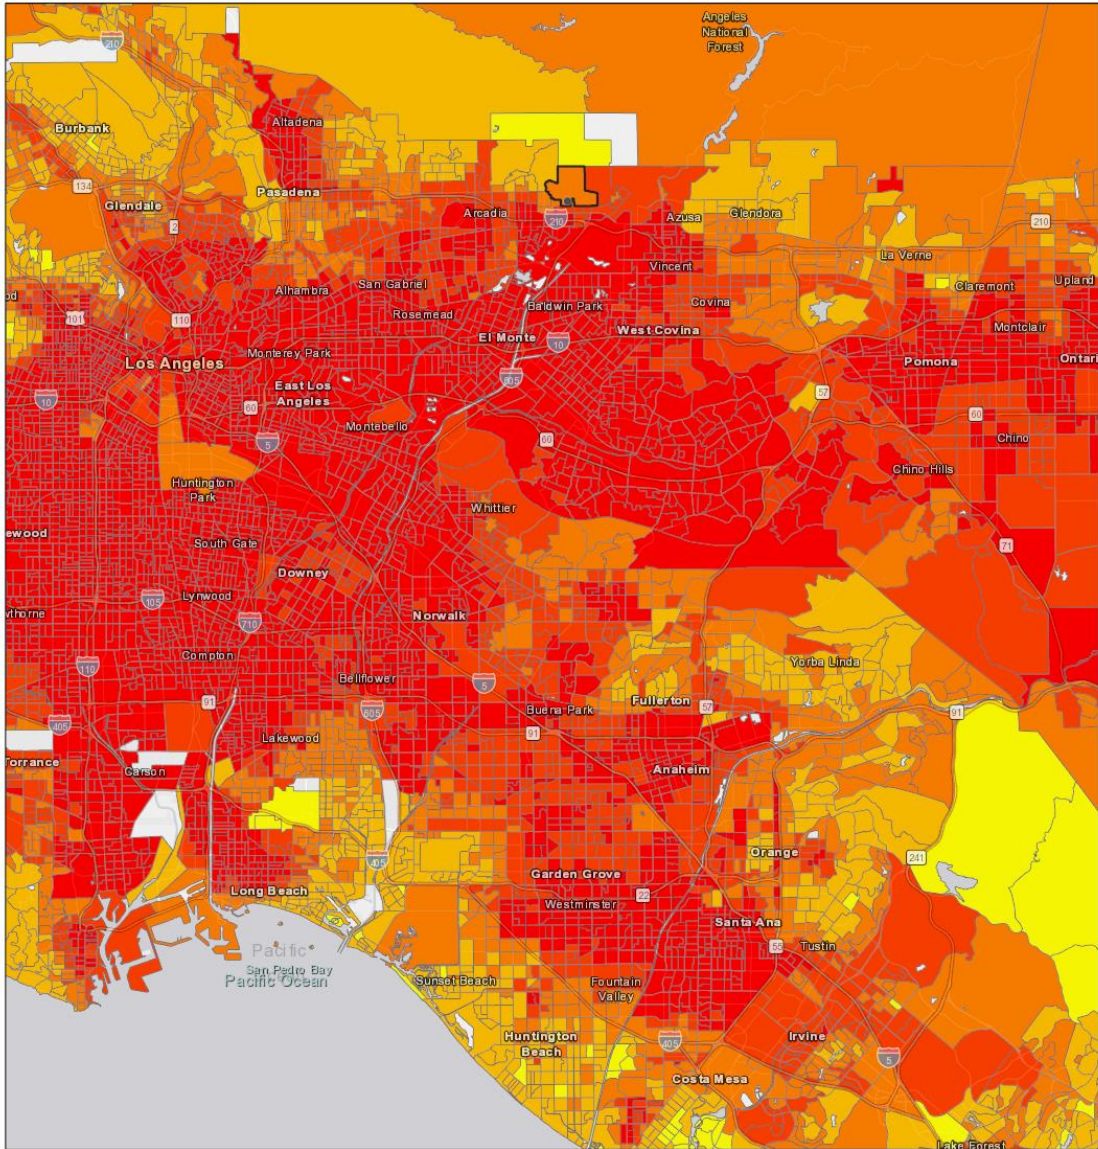 Angeles
National
Forest
210
Burbank
Altadena
134
Pasadena
Glendale
2
Arcadia
210
Azusa
Glendora
210
La Verne
Vincent
Alhambra
San Gabriel
Claremont
Upland
Baldwin Park
Covina
Rosemead
101
110
El Monte
West Covina
Montclair
10
Monterey Park
Los Angeles
Pomona
Ontari
605
East Los
Angeles
10
57
60
60
Montebello
5
60
Chino
Chino Hills
Huntington
Park
Whittier
ewood
South Gate
71
Downey
Lynwood
105
wthorne
Norwalk
710
Compton
Yorba Linda
110
Bellflower
5
Fullerton
91
605
Buena Park
57
91
405
91
Lakewood
Torrance
Carson
Anaheim
405
Orange
241
Garden Grove
Long Beach
22
Westminster
Santa Ana
55
Tustin
Pacific
San Pedro Bay
Pacific Ocean
Sunset Beach
Fountain
Valley
Huntington
Beach
405
Irvine
5
Costa Mesa
Lake Forest